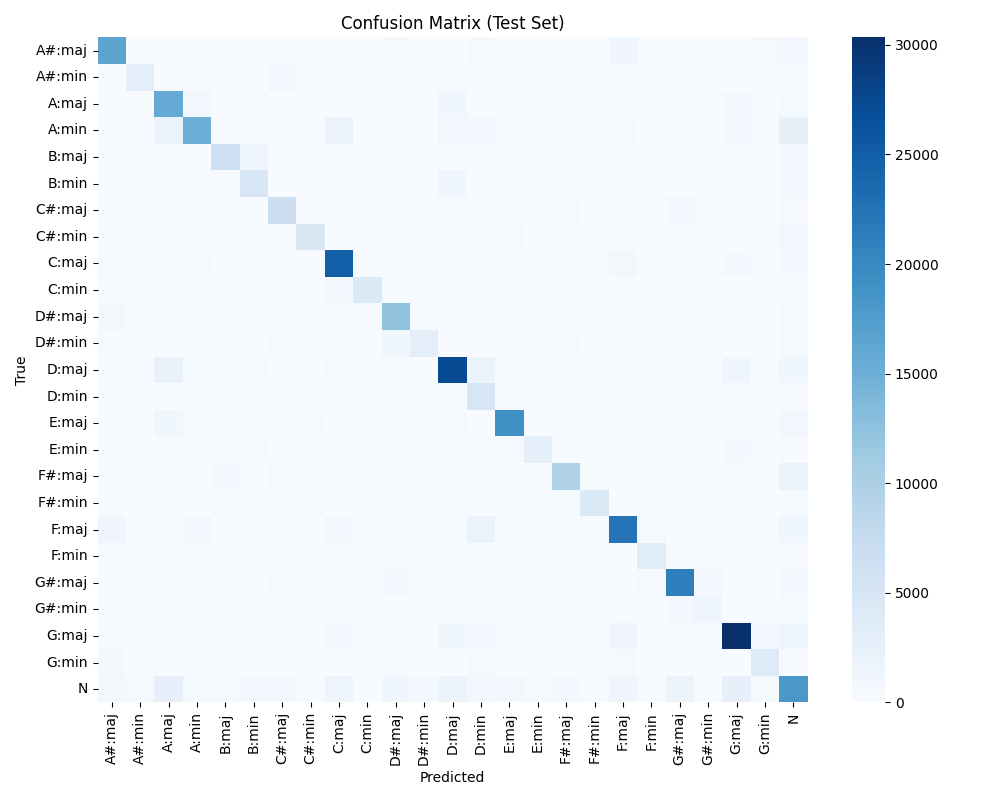 Confusion Matrix (Test Set)
True
A#:maj
A#:min
A:maj
A:min
B:maj
B:min
C#:maj
C#:min
C:maj
C:min
D#:maj
D#:min
D:maj
D:min
E:maj
E:min
F#:maj
F#:min
F:maj
F:min
G#:maj
G#:min
G:maj
G:min
N
A#:maj
A#:min
A:maj
A:min
B:maj
B:min
C#:maj
C#:min
C:maj
C:min
D#:maj
D#:min
D:maj
D:min
E:maj
E:min
F#:maj
F#:min
F:maj
F:min
G#:maj
G#:min
G:maj
G:min
N
Predicted
30000
25000
20000
15000
10000
5000
0